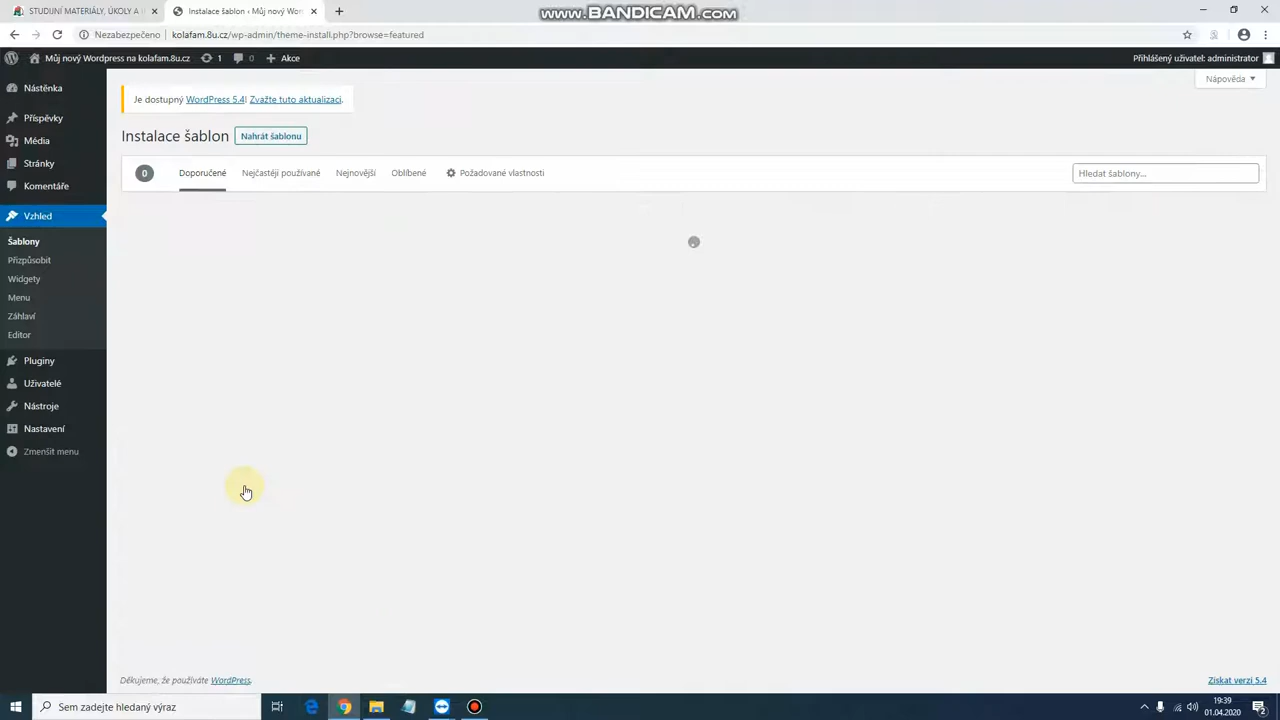 www.BANDICAM.com
STUDIJNÍ MATERIÁLY, ÚKOLY A
Instalace šablon ‹ Můj nový Wor
Nezabezpečeno
kolafam.8u.cz/wp-admin/theme-install.php?browse=featured
Můj nový Wordpress na kolafam.8u.cz
1
0
Akce
Přihlášený uživatel: administrator
Nástěnka
Příspěvky
Média
Stránky
Komentáře
Vzhled
Šablony
Přizpůsobit
Widgety
Menu
Záhlaví
Editor
Pluginy
Uživatelé
Nástroje
Nastavení
Zmenšit menu
Nápověda
Je dostupný WordPress 5.4! Zvažte tuto aktualizaci.
Instalace šablon
Nahrát šablonu
0
Doporučené
Nejčastěji používané
Nejnovější
Oblíbené
Požadované vlastnosti
Hledat šablony...
Děkujeme, že používáte WordPress.
Získat verzi 5.4
Sem zadejte hledaný výraz
19:39
01.04.2020
2